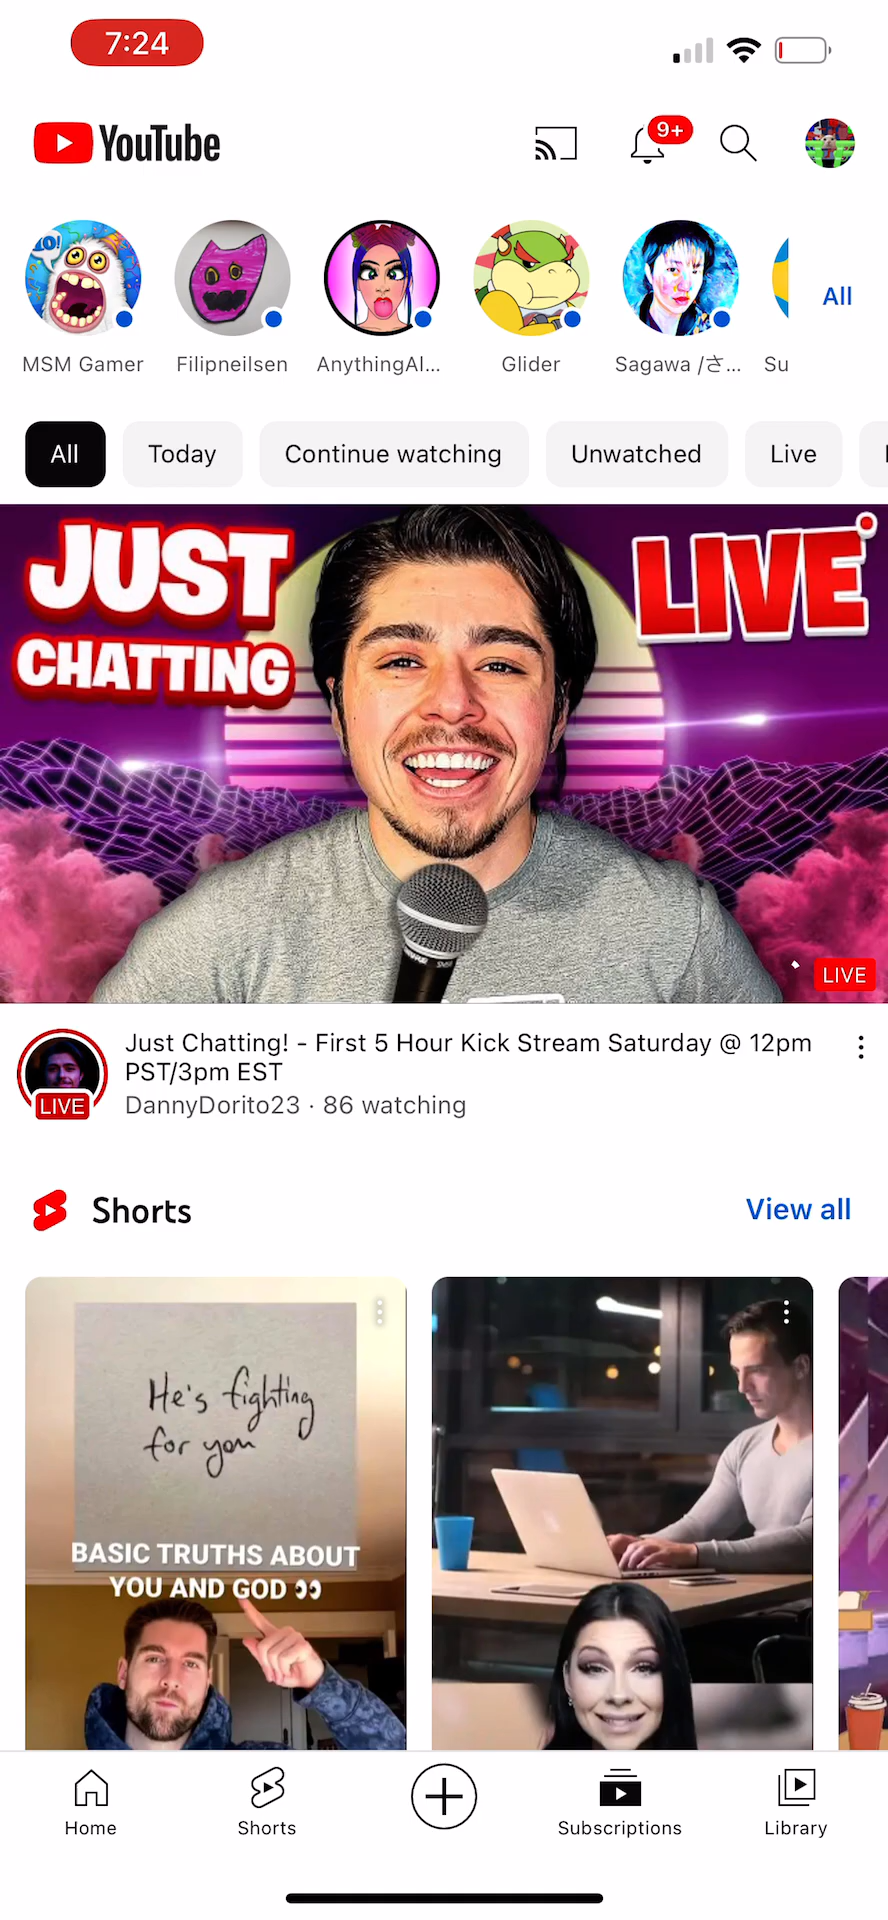 7:24
YouTube
9+
YO!
MSM Gamer
Filipneilsen
AnythingAl...
Glider
Sagawa /さ...
Su
All
All
Today
Continue watching
Unwatched
Live
JUST
CHATTING
LIVE
LIVE
Just Chatting! - First 5 Hour Kick Stream Saturday @ 12pm
PST/3pm EST
LIVE
DannyDorito23 · 86 watching
Shorts
View all
He's fighting
for you
BASIC TRUTHS ABOUT
YOU AND GOD 👀
Home
Shorts
Subscriptions
Library